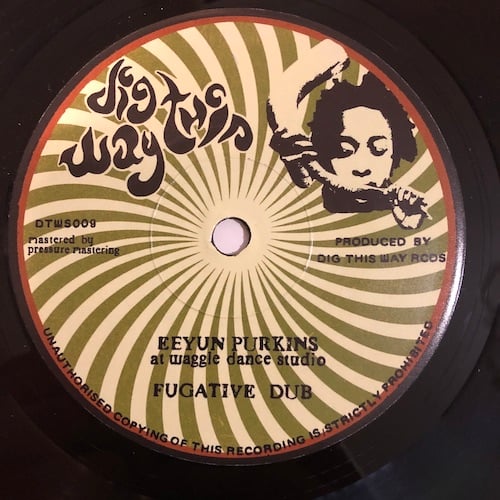 dig
this
way
DTWS009
mastered by
pressure mastering
PRODUCED BY
DIG THIS WAY RCDS
EEYUN PURKINS
at waggle dance studio
FUGATIVE DUB
UNAUTHORISED COPYING OF THIS RECORDING IS STRICTLY PROHIBITED